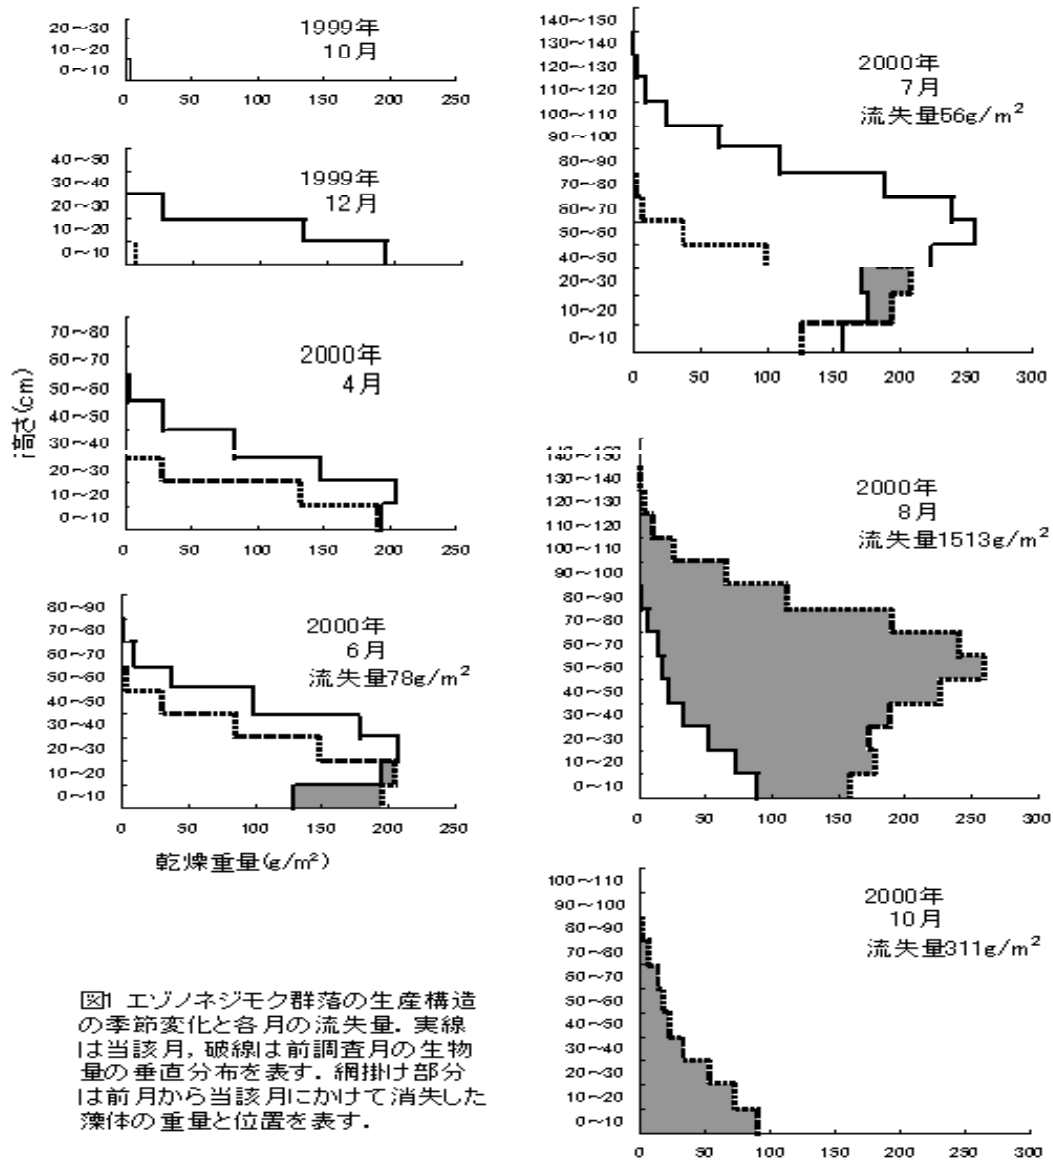 20～30
10～20
0～10
1999年
10月
0 50 100 150 200 250
40～50
30～40
20～30
10～20
0～10
1999年
12月
高さ(cm)
70～80
60～70
50～60
40～50
30～40
20～30
10～20
0～10
2000年
4月
0 50 100 150 200 250
80～90
70～80
60～70
50～60
40～50
30～40
20～30
10～20
0～10
2000年
6月
流失量78g/m²
0 50 100 150 200 250
乾燥重量(g/m²)
図1 エゾノネジモク群落の生産構造
の季節変化と各月の流失量．実線
は当該月，破線は前調査月の生物
量の垂直分布を表す．網掛け部分
は前月から当該月にかけて消失した
藻体の重量と位置を表す．
140～150
130～140
120～130
110～120
100～110
90～100
80～90
70～80
60～70
50～60
40～50
20～30
10～20
0～10
2000年
7月
流失量56g/m²
0 50 100 150 200 250 300
140～150
130～140
120～130
110～120
100～110
90～100
80～90
70～80
60～70
50～60
40～50
30～40
20～30
10～20
0～10
2000年
8月
流失量1513g/m²
0 50 100 150 200 250 300
100～110
90～100
80～90
70～80
60～70
50～60
40～50
30～40
20～30
10～20
0～10
2000年
10月
流失量311g/m²
0 50 100 150 200 250 300